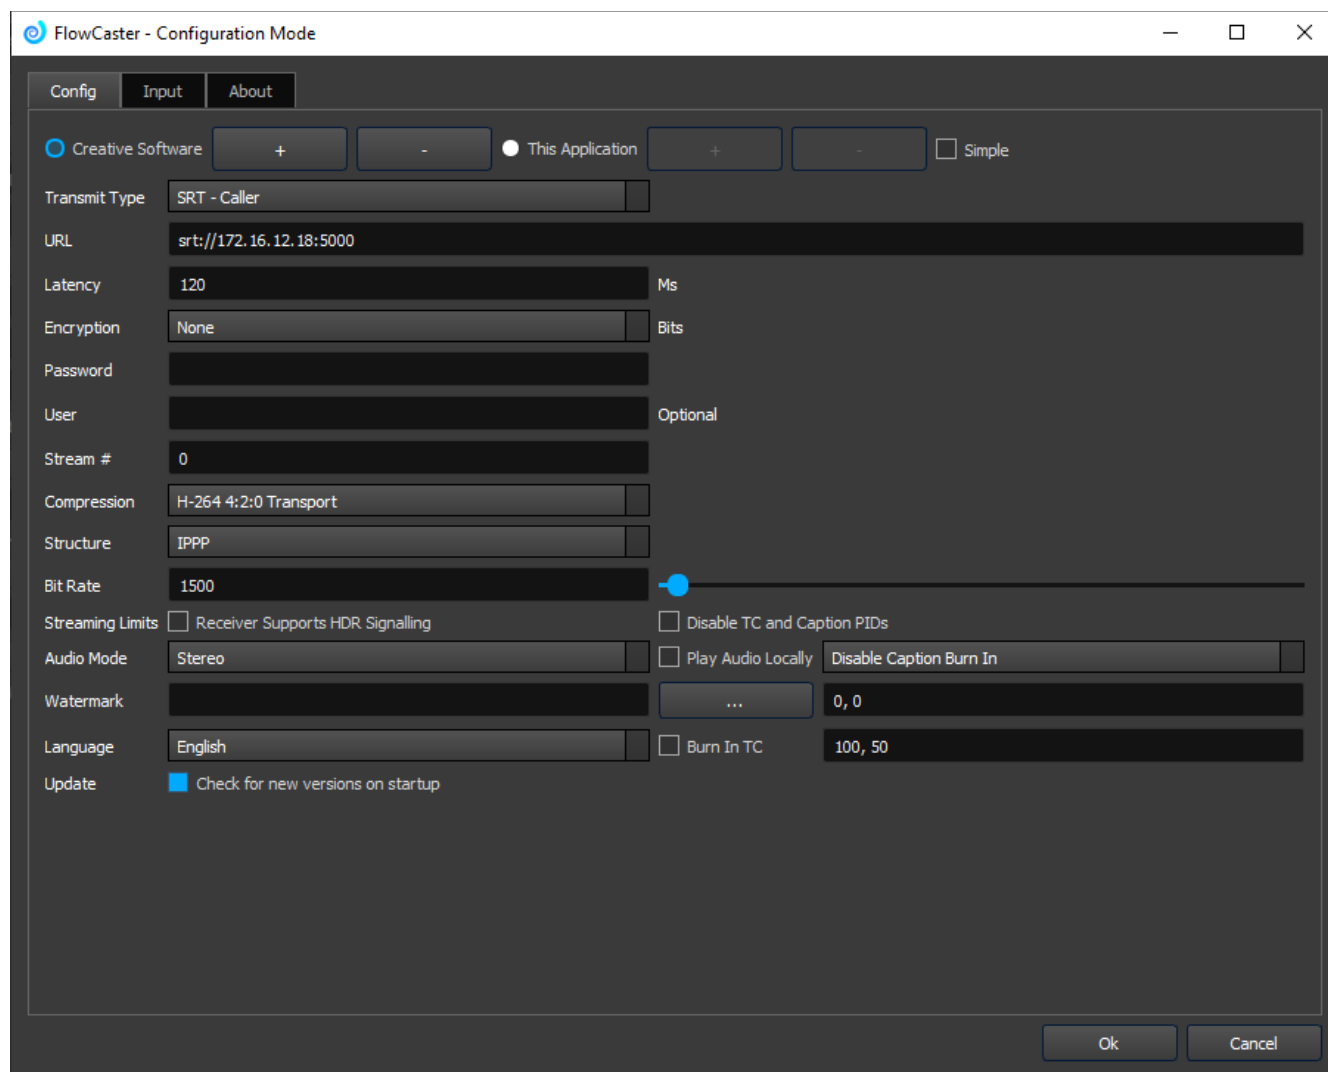 FlowCaster - Configuration Mode
Config Input About
Creative Software + - This Application + - Simple
Transmit Type SRT - Caller
URL srt://172.16.12.18:5000
Latency 120 Ms
Encryption None Bits
Password
User Optional
Stream # 0
Compression H-264 4:2:0 Transport
Structure IPPP
Bit Rate 1500
Streaming Limits Receiver Supports HDR Signalling Disable TC and Caption PIDs
Audio Mode Stereo Play Audio Locally Disable Caption Burn In
Watermark ... 0, 0
Language English Burn In TC 100, 50
Update Check for new versions on startup
Ok Cancel